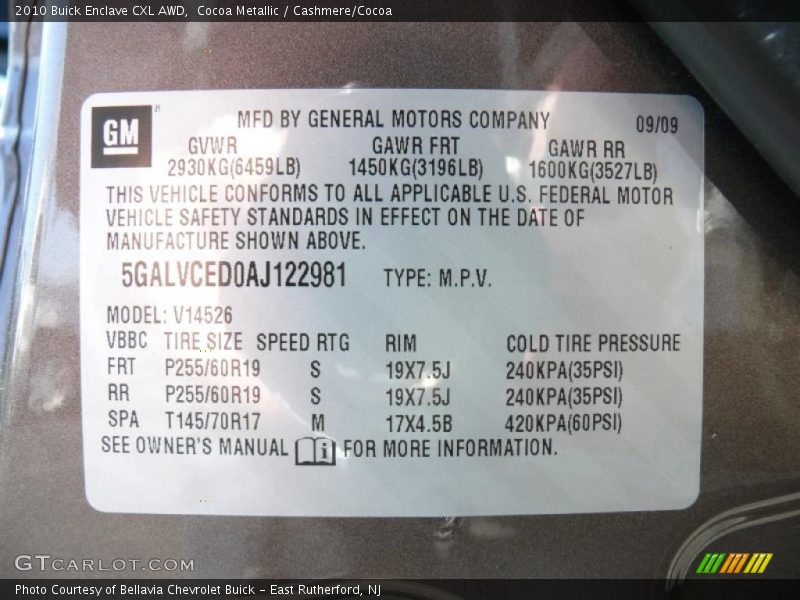 2010 Buick Enclave CXL AWD,  Cocoa Metallic / Cashmere/Cocoa
GM
MFD BY GENERAL MOTORS COMPANY 09/09
GVWR GAWR FRT GAWR RR
2930KG(6459LB) 1450KG(3196LB) 1600KG(3527LB)
THIS VEHICLE CONFORMS TO ALL APPLICABLE U.S. FEDERAL MOTOR
VEHICLE SAFETY STANDARDS IN EFFECT ON THE DATE OF
MANUFACTURE SHOWN ABOVE.
5GALVCED0AJ122981 TYPE: M.P.V.
MODEL: V14526
VBBC TIRE SIZE SPEED RTG RIM COLD TIRE PRESSURE
FRT P255/60R19 S 19X7.5J 240KPA(35PSI)
RR P255/60R19 S 19X7.5J 240KPA(35PSI)
SPA T145/70R17 M 17X4.5B 420KPA(60PSI)
SEE OWNER'S MANUAL i FOR MORE INFORMATION.
GTCARLOT.COM
Photo Courtesy of Bellavia Chevrolet Buick – East Rutherford, NJ